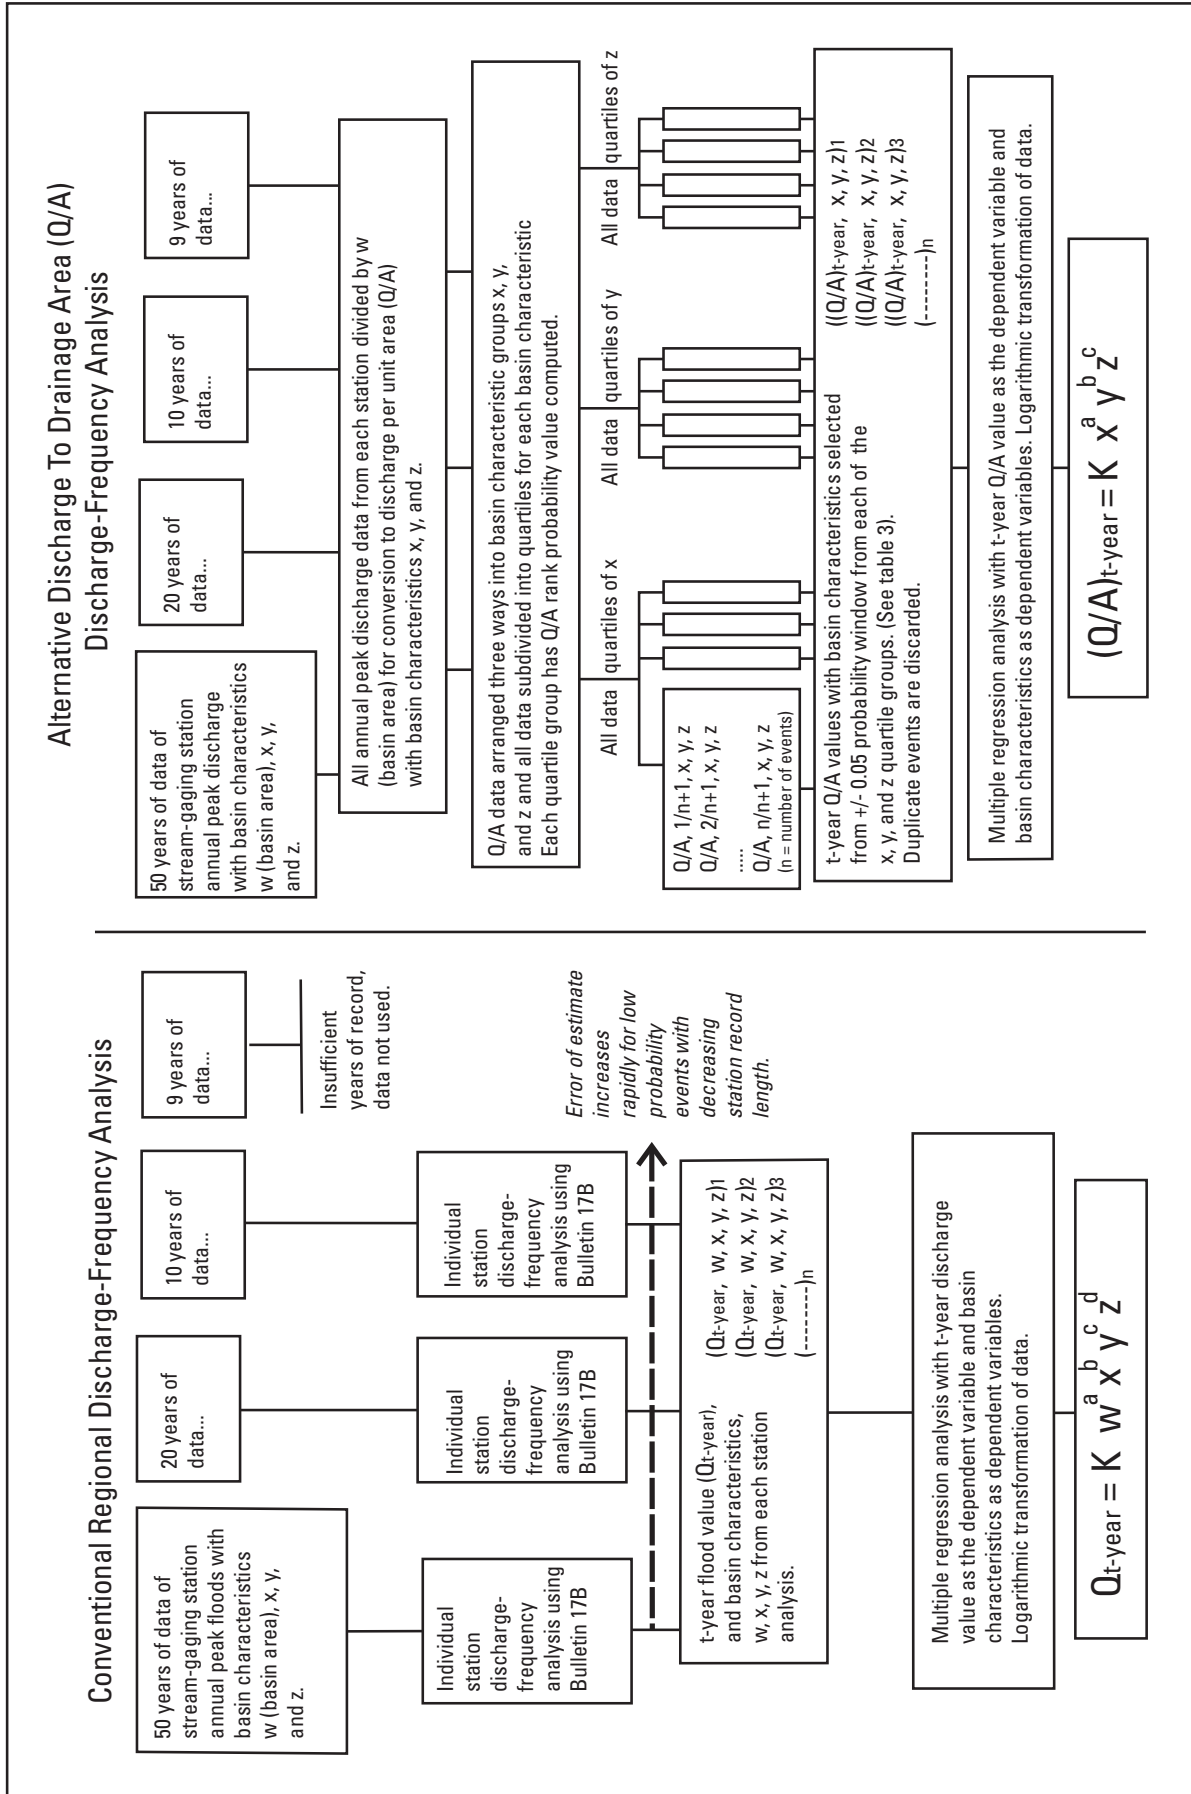 Conventional Regional Discharge-Frequency Analysis
50 years of data of
stream-gaging station
annual peak floods with
basin characteristics
w (basin area), x, y,
and z.
20 years of
data...
10 years of
data...
9 years of
data...
Insufficient
years of record,
data not used.
Individual
station
discharge-
frequency
analysis using
Bulletin 17B
Individual
station
discharge-
frequency
analysis using
Bulletin 17B
Individual
station
discharge-
frequency
analysis using
Bulletin 17B
Error of estimate
increases
rapidly for low
probability
events with
decreasing
station record
length.
t-year flood value (Qt-year),
and basin characteristics,
w, x, y, z from each station
analysis.
(Qt-year, w, x, y, z)1
(Qt-year, w, x, y, z)2
(Qt-year, w, x, y, z)3
(--------)n
Multiple regression analysis with t-year discharge
value as the dependent variable and basin
characteristics as dependent variables.
Logarithmic transformation of data.
Qt-year = K w^a x^b y^c z^d
Alternative Discharge To Drainage Area (Q/A)
Discharge-Frequency Analysis
50 years of data of
stream-gaging station
annual peak discharge
with basin characteristics
w (basin area), x, y,
and z.
20 years of
data...
10 years of
data...
9 years of
data...
All annual peak discharge data from each station divided by w
(basin area) for conversion to discharge per unit area (Q/A)
with basin characteristics x, y, and z.
Q/A data arranged three ways into basin characteristic groups x, y,
and z and all data subdivided into quartiles for each basin characteristic
Each quartile group has Q/A rank probability value computed.
All data quartiles of x
All data quartiles of y
All data quartiles of z
Q/A, 1/n+1, x, y, z
Q/A, 2/n+1, x, y, z
.....
Q/A, n/n+1, x, y, z
(n = number of events)
t-year Q/A values with basin characteristics selected
from +/- 0.05 probability window from each of the
x, y, and z quartile groups. (See table 3).
Duplicate events are discarded.
((Q/A)t-year, x, y, z)1
((Q/A)t-year, x, y, z)2
((Q/A)t-year, x, y, z)3
(---------)n
Multiple regression analysis with t-year Q/A value as the dependent variable and
basin characteristics as dependent variables. Logarithmic transformation of data.
(Q/A)t-year = K x^a y^b z^c